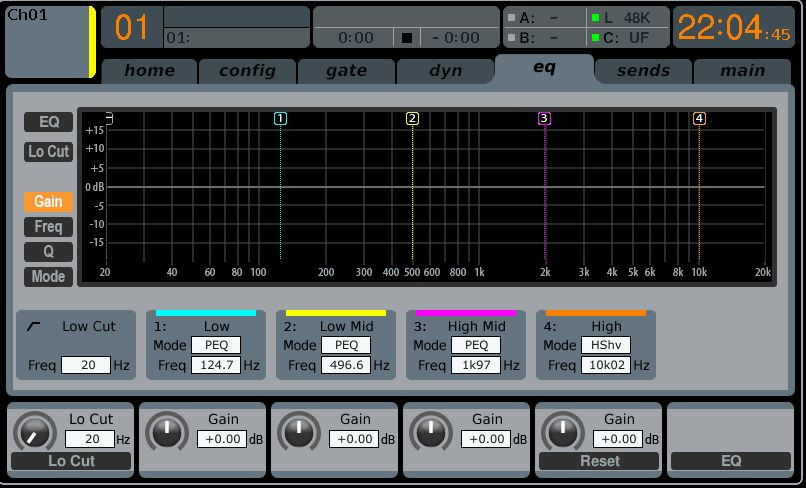 Ch01
01
01:
0:00 - 0:00
A: - L 48K
B: - C: UF
22:04:45
home config gate dyn eq sends main
EQ
Lo Cut
Gain
Freq
Q
Mode
1 2 3 4
+15
+10
+5
0 dB
-5
-10
-15
20 40 60 80 100 200 300 400 500 600 800 1k 2k 3k 4k 5k 6k 8k 10k 20k
Low Cut
Freq 20 Hz
1: Low
Mode PEQ
Freq 124.7 Hz
2: Low Mid
Mode PEQ
Freq 496.6 Hz
3: High Mid
Mode PEQ
Freq 1k97 Hz
4: High
Mode HShv
Freq 10k02 Hz
Lo Cut
20 Hz
Lo Cut
Gain
+0.00 dB
Gain
+0.00 dB
Gain
+0.00 dB
Gain
+0.00 dB
Reset
EQ